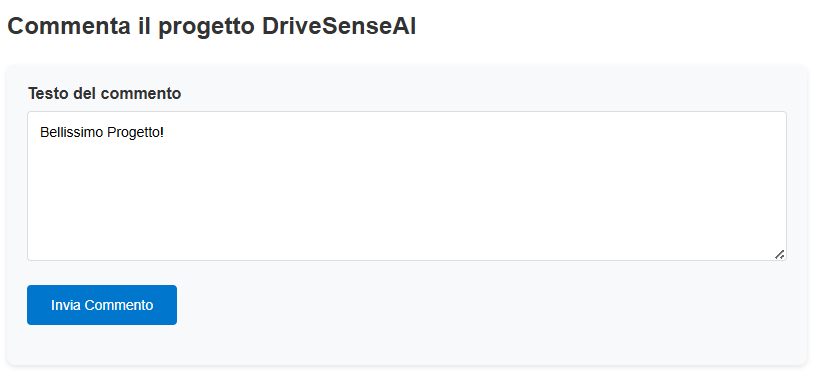 Commenta il progetto DriveSenseAI
Testo del commento
Bellissimo Progetto!
Invia Commento